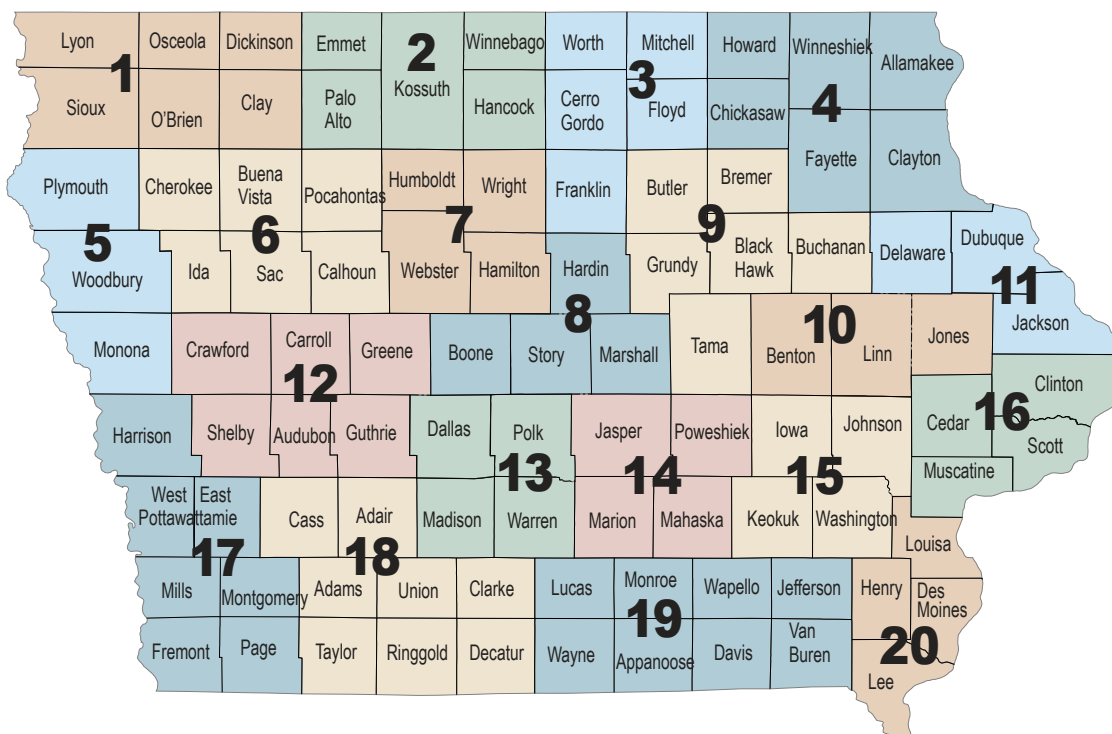 Lyon
Osceola
Dickinson
Emmet
2
Winnebago
Worth
Mitchell
Howard
Winneshiek
Allamakee
1
Kossuth
3
Sioux
O'Brien
Clay
Palo
Alto
Hancock
Cerro
Gordo
Floyd
Chickasaw
4
Fayette
Clayton
Plymouth
Cherokee
Buena
Vista
Pocahontas
Humboldt
Wright
Franklin
Butler
Bremer
5
6
7
9
Woodbury
Ida
Sac
Calhoun
Webster
Hamilton
Hardin
Grundy
Black
Hawk
Buchanan
Delaware
Dubuque
11
8
10
Jackson
Monona
Crawford
Carroll
Greene
Boone
Story
Marshall
Tama
Benton
Linn
Jones
12
Clinton
16
Harrison
Shelby
Audubon
Guthrie
Dallas
Polk
Jasper
Poweshiek
Iowa
Johnson
Cedar
Scott
13
14
15
Muscatine
West
Pottawattamie
East
Cass
Adair
Madison
Warren
Marion
Mahaska
Keokuk
Washington
Louisa
17
18
Mills
Montgomery
Adams
Union
Clarke
Lucas
Monroe
Wapello
Jefferson
Henry
Des
Moines
19
20
Fremont
Page
Taylor
Ringgold
Decatur
Wayne
Appanoose
Davis
Van
Buren
Lee